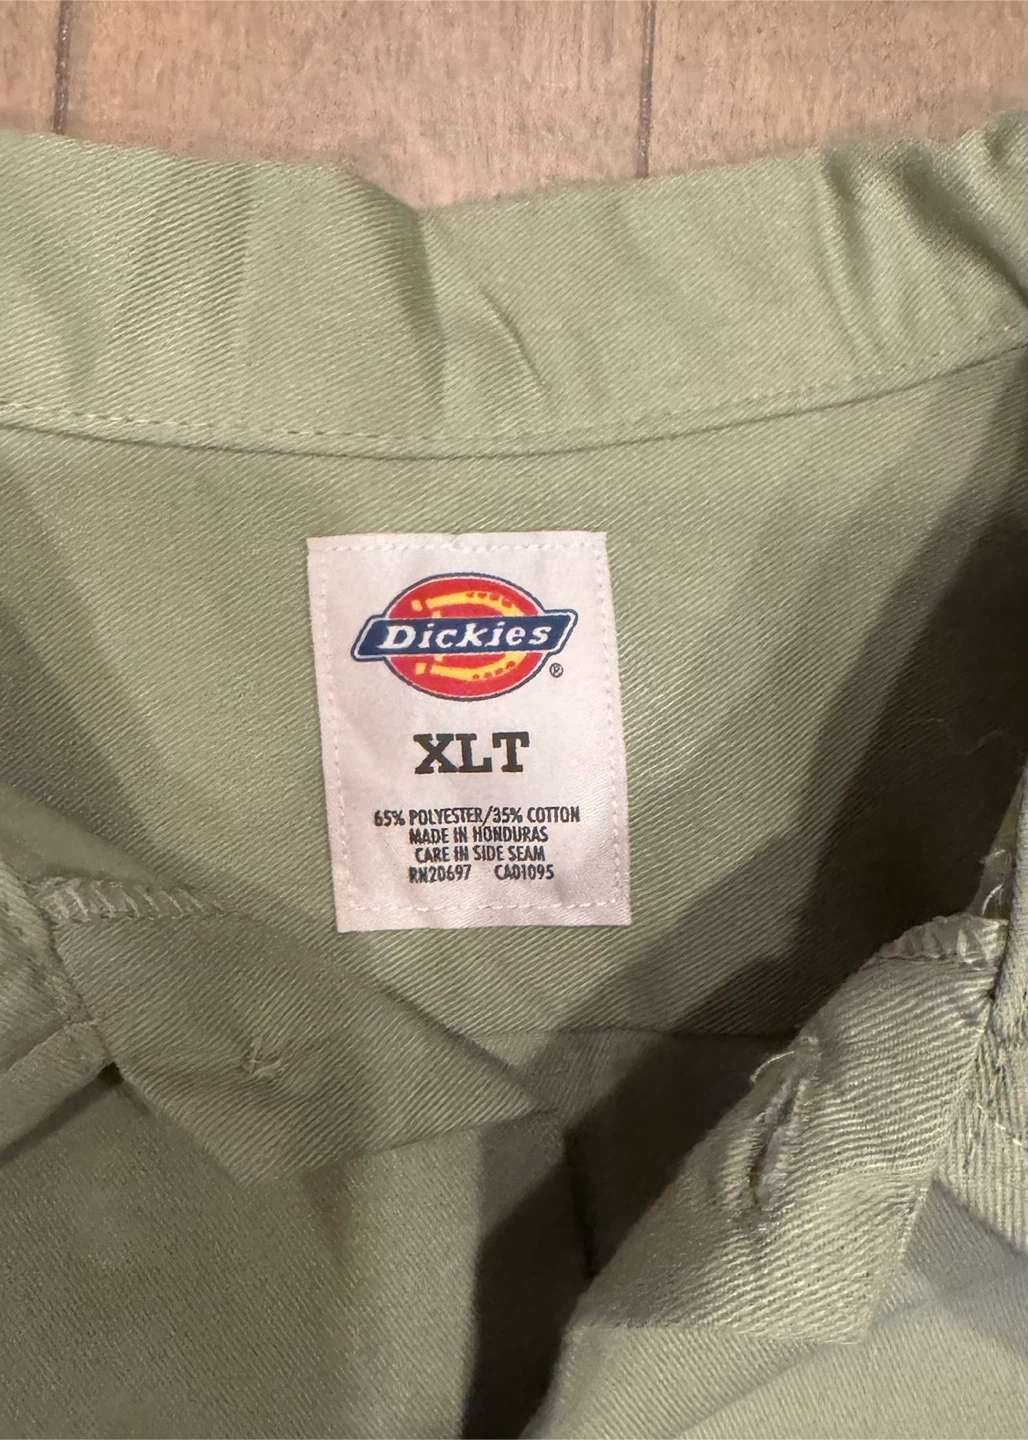 Dickies®
XLT
65% POLYESTER/35% COTTON
MADE IN HONDURAS
CARE IN SIDE SEAM
RN20697 CA01095